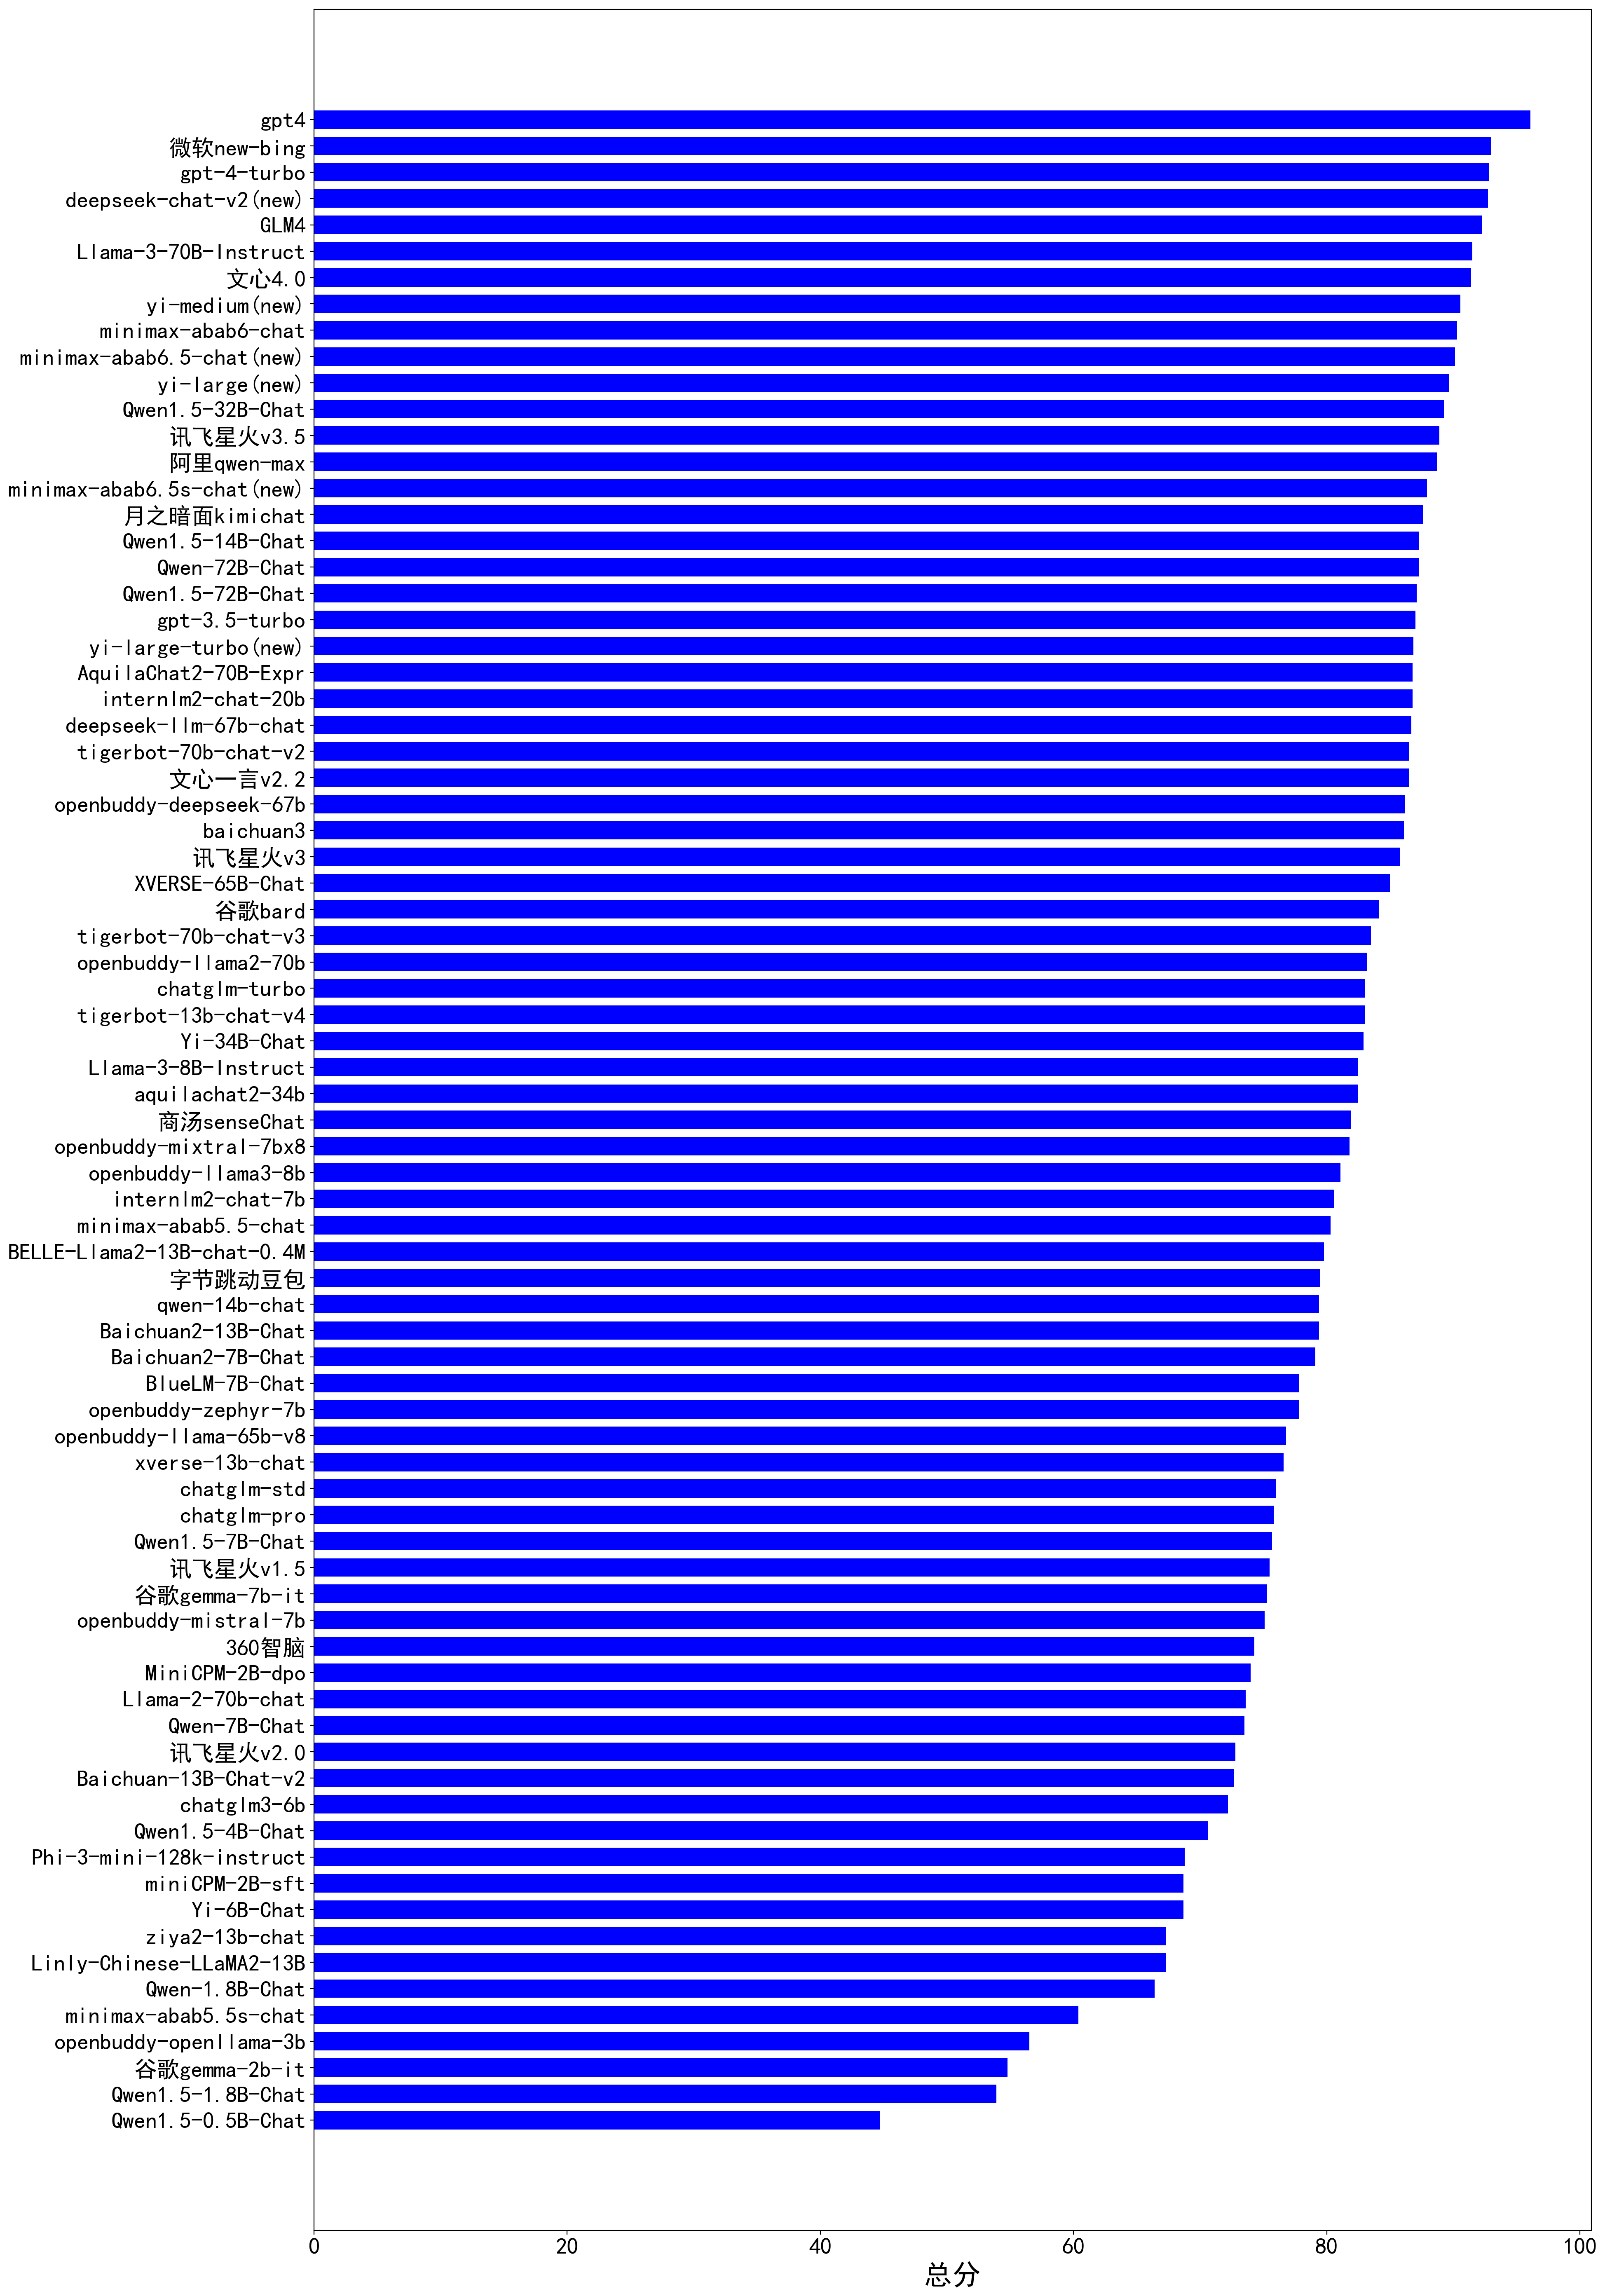 gpt4
微软new-bing
gpt-4-turbo
deepseek-chat-v2(new)
GLM4
Llama-3-70B-Instruct
文心4.0
yi-medium(new)
minimax-abab6-chat
minimax-abab6.5-chat(new)
yi-large(new)
Qwen1.5-32B-Chat
讯飞星火v3.5
阿里qwen-max
minimax-abab6.5s-chat(new)
月之暗面kimichat
Qwen1.5-14B-Chat
Qwen-72B-Chat
Qwen1.5-72B-Chat
gpt-3.5-turbo
yi-large-turbo(new)
AquilaChat2-70B-Expr
internlm2-chat-20b
deepseek-llm-67b-chat
tigerbot-70b-chat-v2
文心一言v2.2
openbuddy-deepseek-67b
baichuan3
讯飞星火v3
XVERSE-65B-Chat
谷歌bard
tigerbot-70b-chat-v3
openbuddy-llama2-70b
chatglm-turbo
tigerbot-13b-chat-v4
Yi-34B-Chat
Llama-3-8B-Instruct
aquilachat2-34b
商汤senseChat
openbuddy-mixtral-7bx8
openbuddy-llama3-8b
internlm2-chat-7b
minimax-abab5.5-chat
BELLE-Llama2-13B-chat-0.4M
字节跳动豆包
qwen-14b-chat
Baichuan2-13B-Chat
Baichuan2-7B-Chat
BlueLM-7B-Chat
openbuddy-zephyr-7b
openbuddy-llama-65b-v8
xverse-13b-chat
chatglm-std
chatglm-pro
Qwen1.5-7B-Chat
讯飞星火v1.5
谷歌gemma-7b-it
openbuddy-mistral-7b
360智脑
MiniCPM-2B-dpo
Llama-2-70b-chat
Qwen-7B-Chat
讯飞星火v2.0
Baichuan-13B-Chat-v2
chatglm3-6b
Qwen1.5-4B-Chat
Phi-3-mini-128k-instruct
miniCPM-2B-sft
Yi-6B-Chat
ziya2-13b-chat
Linly-Chinese-LLaMA2-13B
Qwen-1.8B-Chat
minimax-abab5.5s-chat
openbuddy-openllama-3b
谷歌gemma-2b-it
Qwen1.5-1.8B-Chat
Qwen1.5-0.5B-Chat
0 20 40 60 80 100
总分